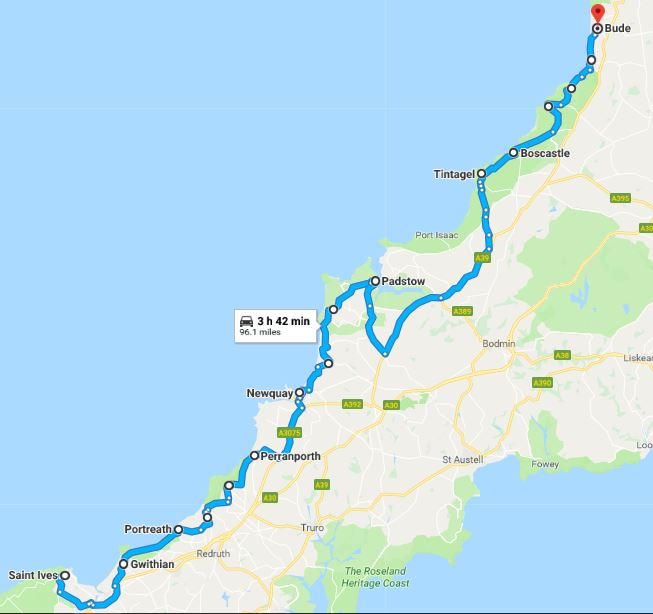 Bude
Boscastle
Tintagel
A395
A30
Port Isaac
A39
Padstow
3 h 42 min
96.1 miles
A389
Bodmin
A38
Liskear
A390
Newquay
A392
A30
A3075
Perranporth
St Austell
Loo
Fowey
A39
A30
Portreath
Truro
Redruth
Gwithian
Saint Ives
The Roseland
Heritage Coast